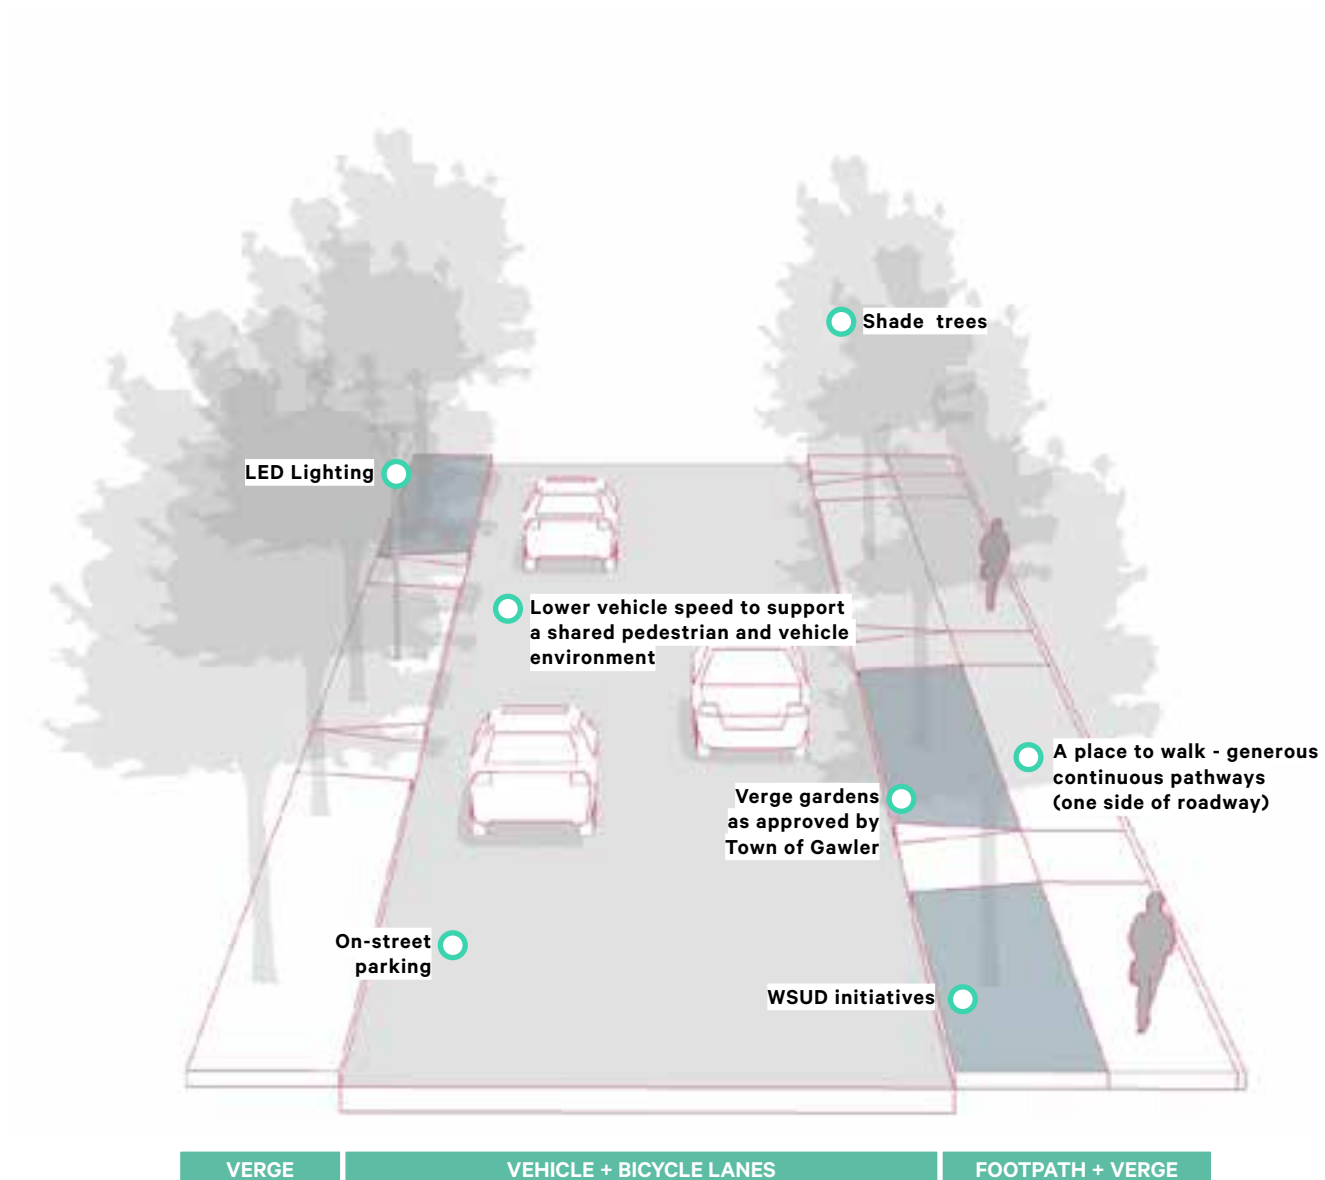 Shade trees
LED Lighting
Lower vehicle speed to support
a shared pedestrian and vehicle
environment
A place to walk - generous
continuous pathways
(one side of roadway)
Verge gardens
as approved by
Town of Gawler
On-street
parking
WSUD initiatives
VERGE
VEHICLE + BICYCLE LANES
FOOTPATH + VERGE